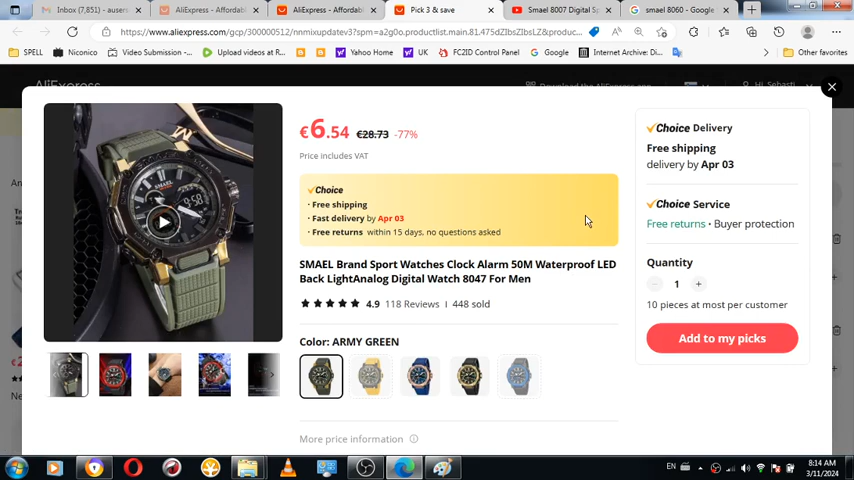 Inbox (7,851) - ausers
AliExpress – Affordabl
AliExpress - Affordabl
Pick 3 & save
Smael 8007 Digital Sp
smael 8060 - Google
https://www.aliexpress.com/gcp/300000512/nnmixupdatev3?spm=a2g0o.productlist.main.81.475dZIbsZIbsLZ&produc...
SPELL
Niconico
Video Submission -...
Upload videos at R...
Yahoo Home
UK
FC2ID Control Panel
Google
Internet Archive: Di...
Other favorites
AliExpress
€6.54 €28.73 -77%
Price includes VAT
Choice
· Free shipping
· Fast delivery by Apr 03
· Free returns within 15 days, no questions asked
SMAEL Brand Sport Watches Clock Alarm 50M Waterproof LED
Back LightAnalog Digital Watch 8047 For Men
4.9 118 Reviews | 448 sold
Color: ARMY GREEN
More price information
Choice Delivery
Free shipping
delivery by Apr 03
Choice Service
Free returns • Buyer protection
Quantity
- 1 +
10 pieces at most per customer
Add to my picks
SMAEL
EN
8:14 AM
3/11/2024